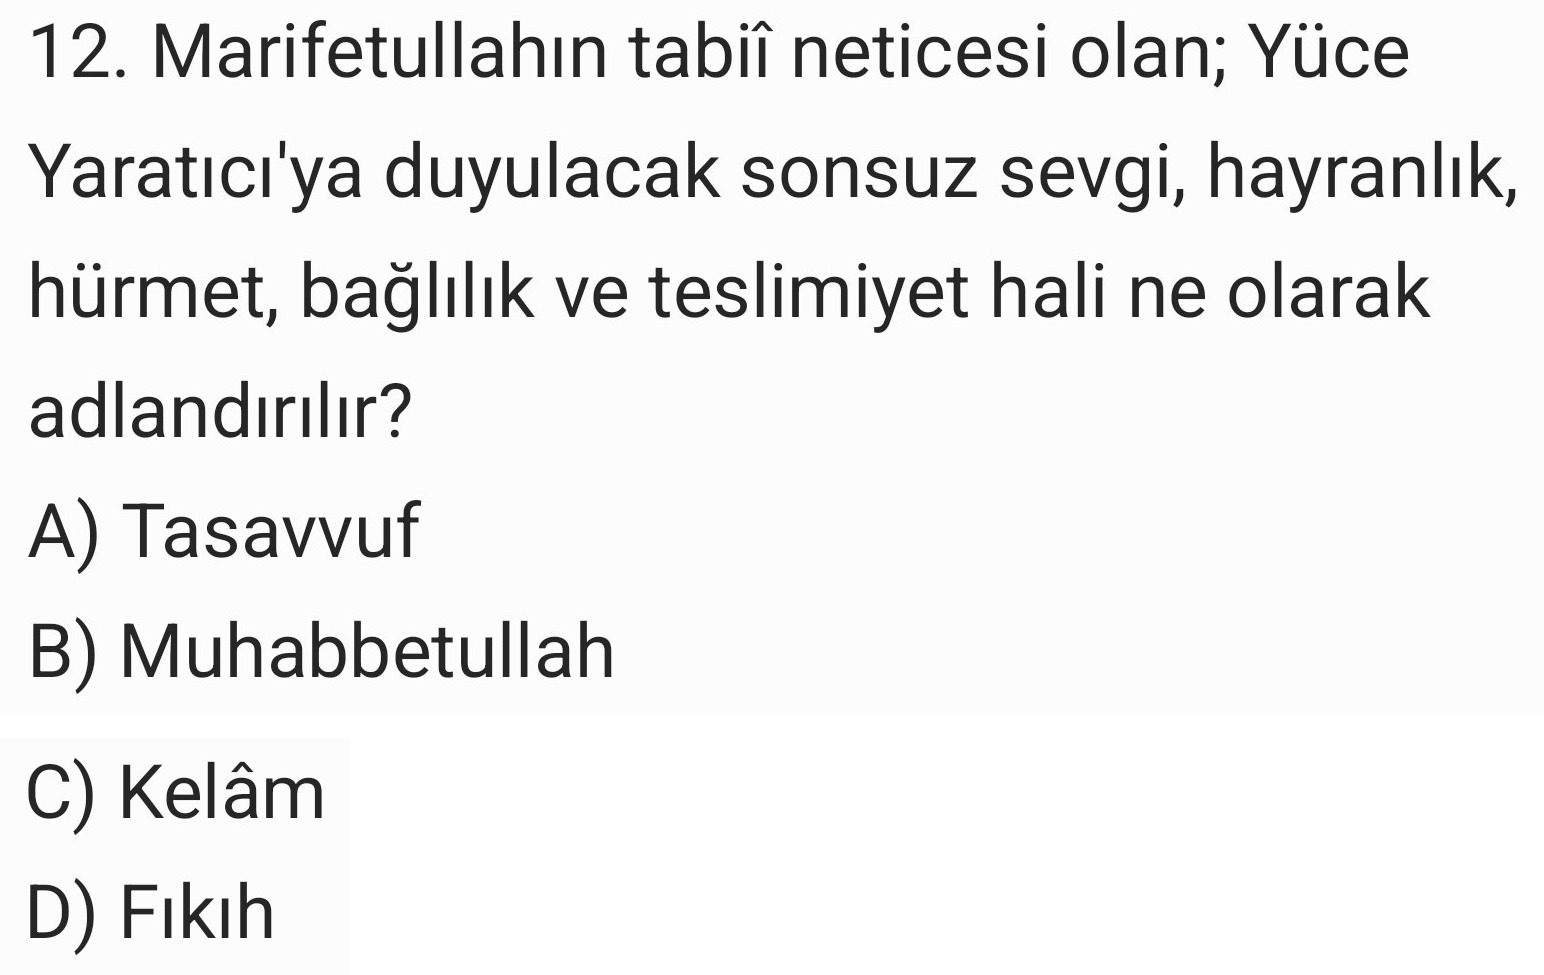 12. Marifetullahın tabiî neticesi olan; Yüce
Yaratıcı'ya duyulacak sonsuz sevgi, hayranlık,
hürmet, bağlılık ve teslimiyet hali ne olarak
adlandırılır?
A) Tasavvuf
B) Muhabbetullah
C) Kelâm
D) Fıkıh